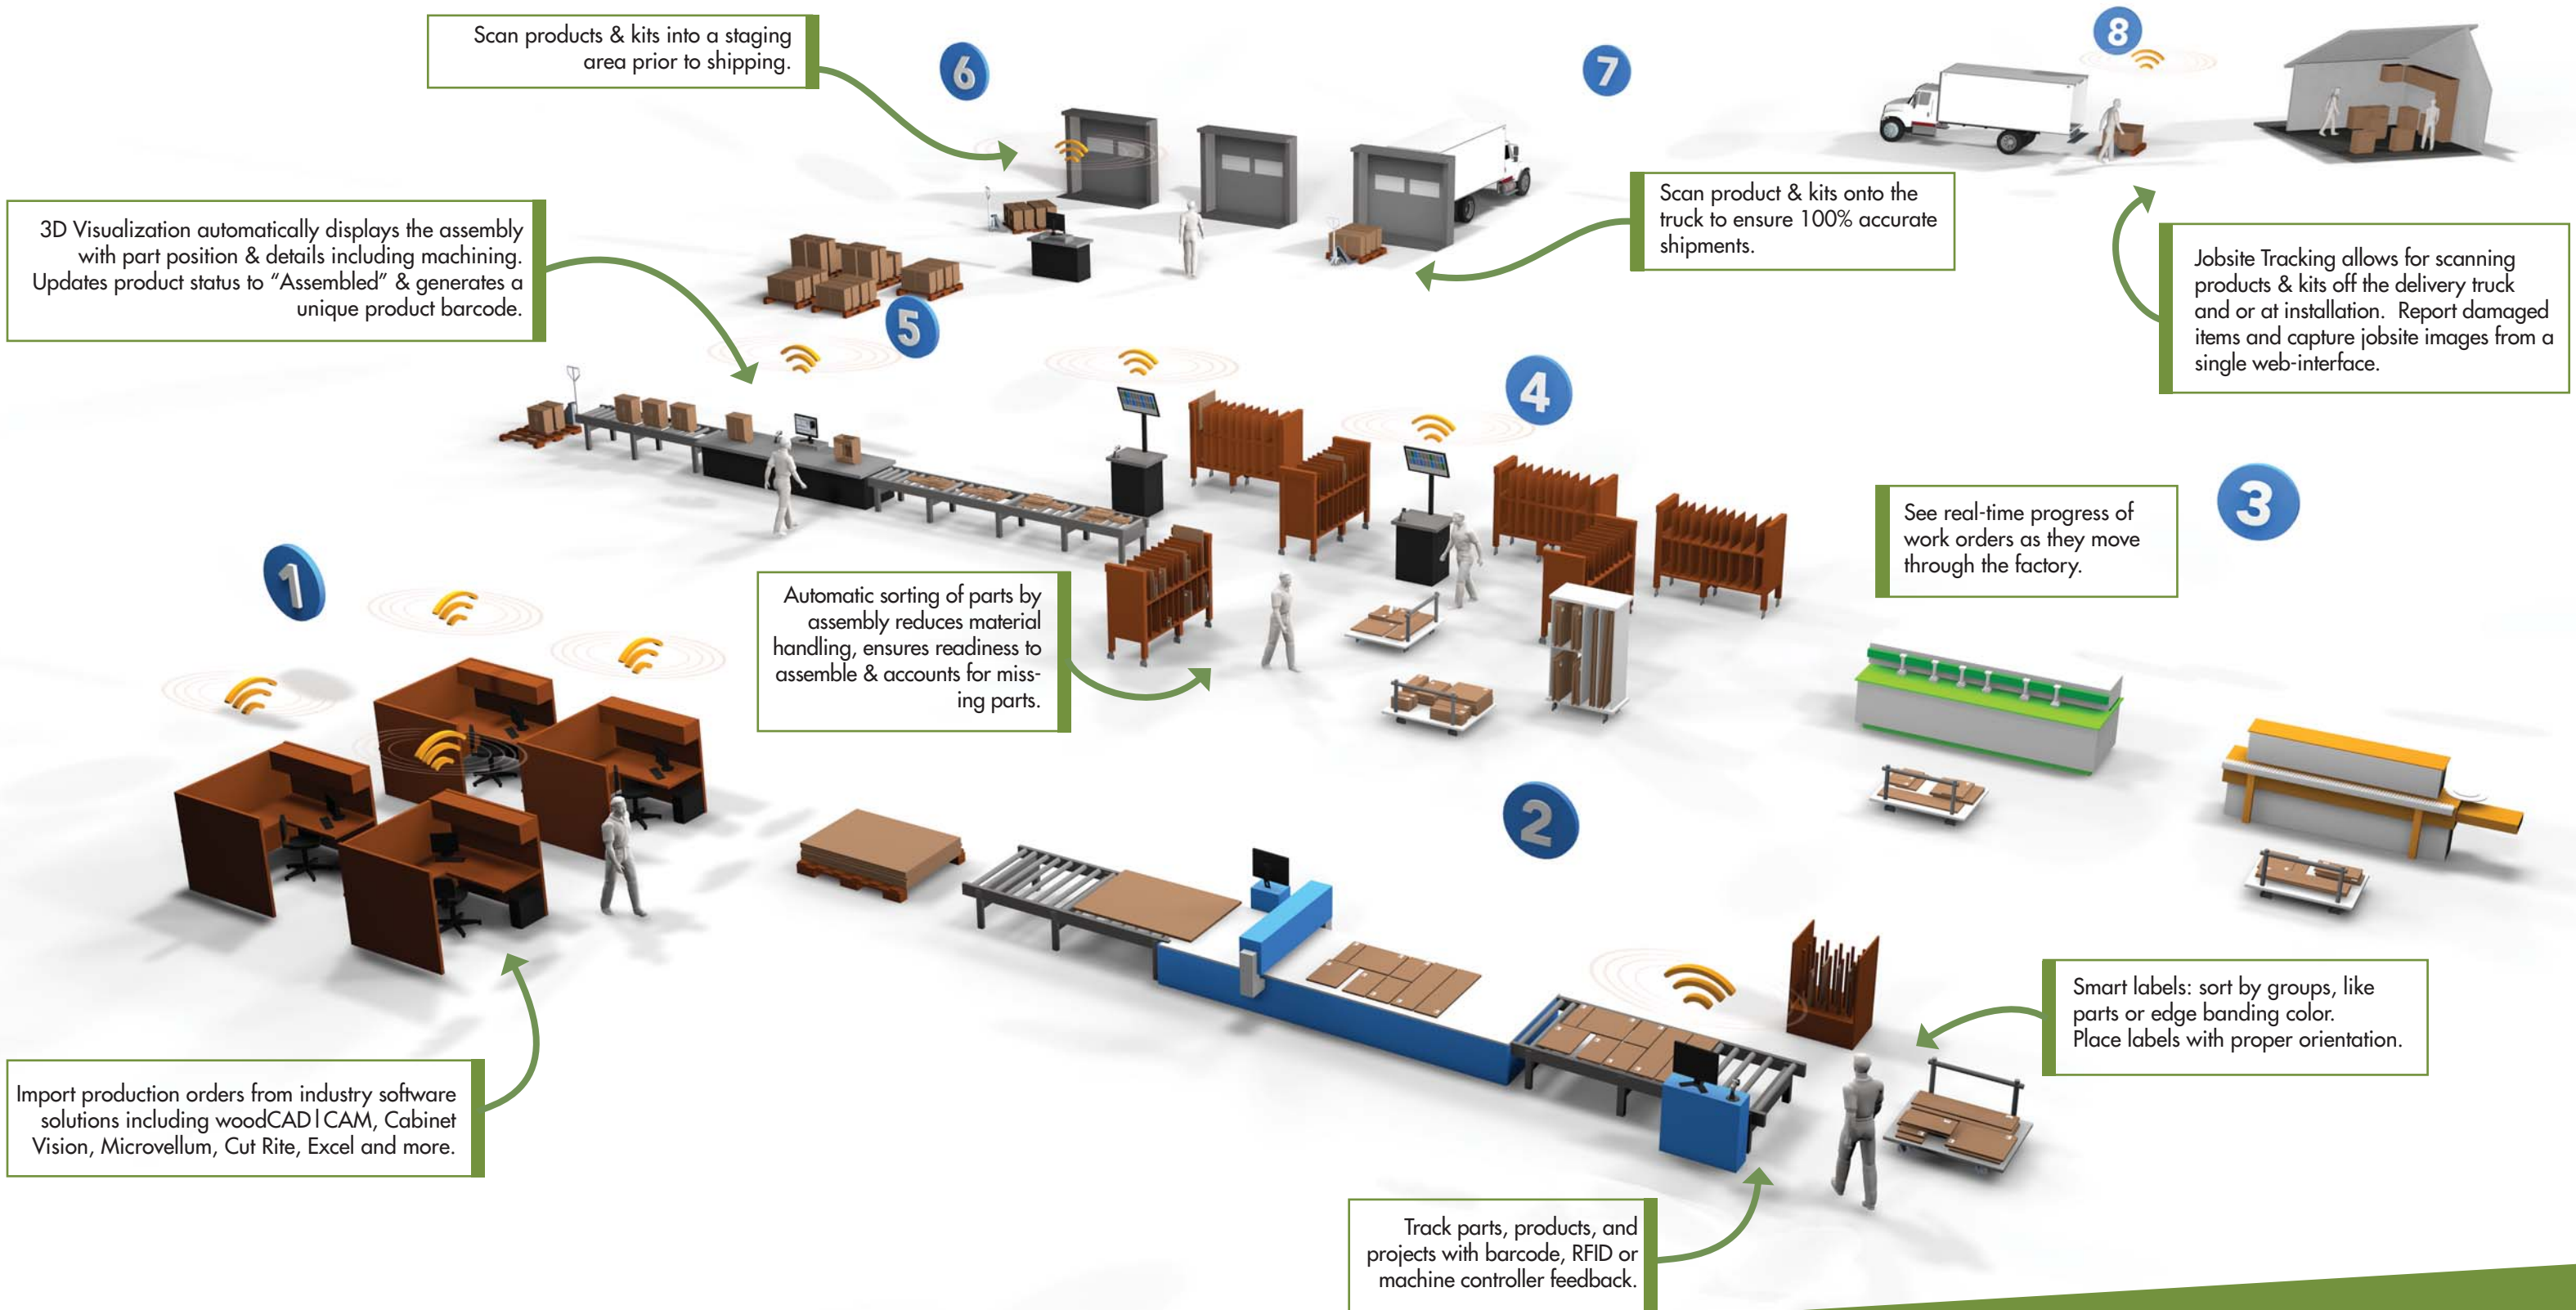 1
Import production orders from industry software
solutions including woodCAD|CAM, Cabinet
Vision, Microvellum, Cut Rite, Excel and more.
2
Track parts, products, and
projects with barcode, RFID or
machine controller feedback.
Smart labels: sort by groups, like
parts or edge banding color.
Place labels with proper orientation.
3
See real-time progress of
work orders as they move
through the factory.
4
Automatic sorting of parts by
assembly reduces material
handling, ensures readiness to
assemble & accounts for miss-
ing parts.
5
3D Visualization automatically displays the assembly
with part position & details including machining.
Updates product status to “Assembled” & generates a
unique product barcode.
6
Scan products & kits into a staging
area prior to shipping.
7
Scan product & kits onto the
truck to ensure 100% accurate
shipments.
8
Jobsite Tracking allows for scanning
products & kits off the delivery truck
and or at installation.  Report damaged
items and capture jobsite images from a
single web-interface.